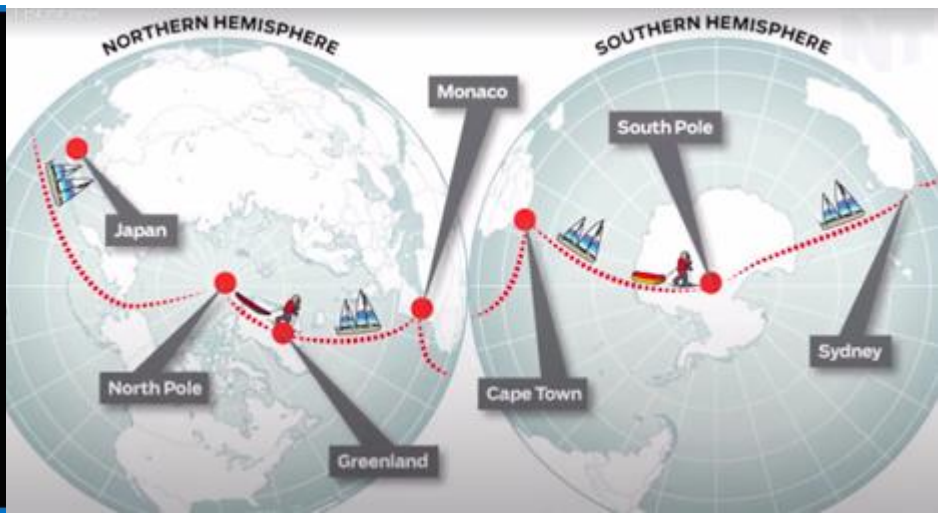 NORTHERN HEMISPHERE
SOUTHERN HEMISPHERE
Monaco
South Pole
Japan
North Pole
Cape Town
Sydney
Greenland